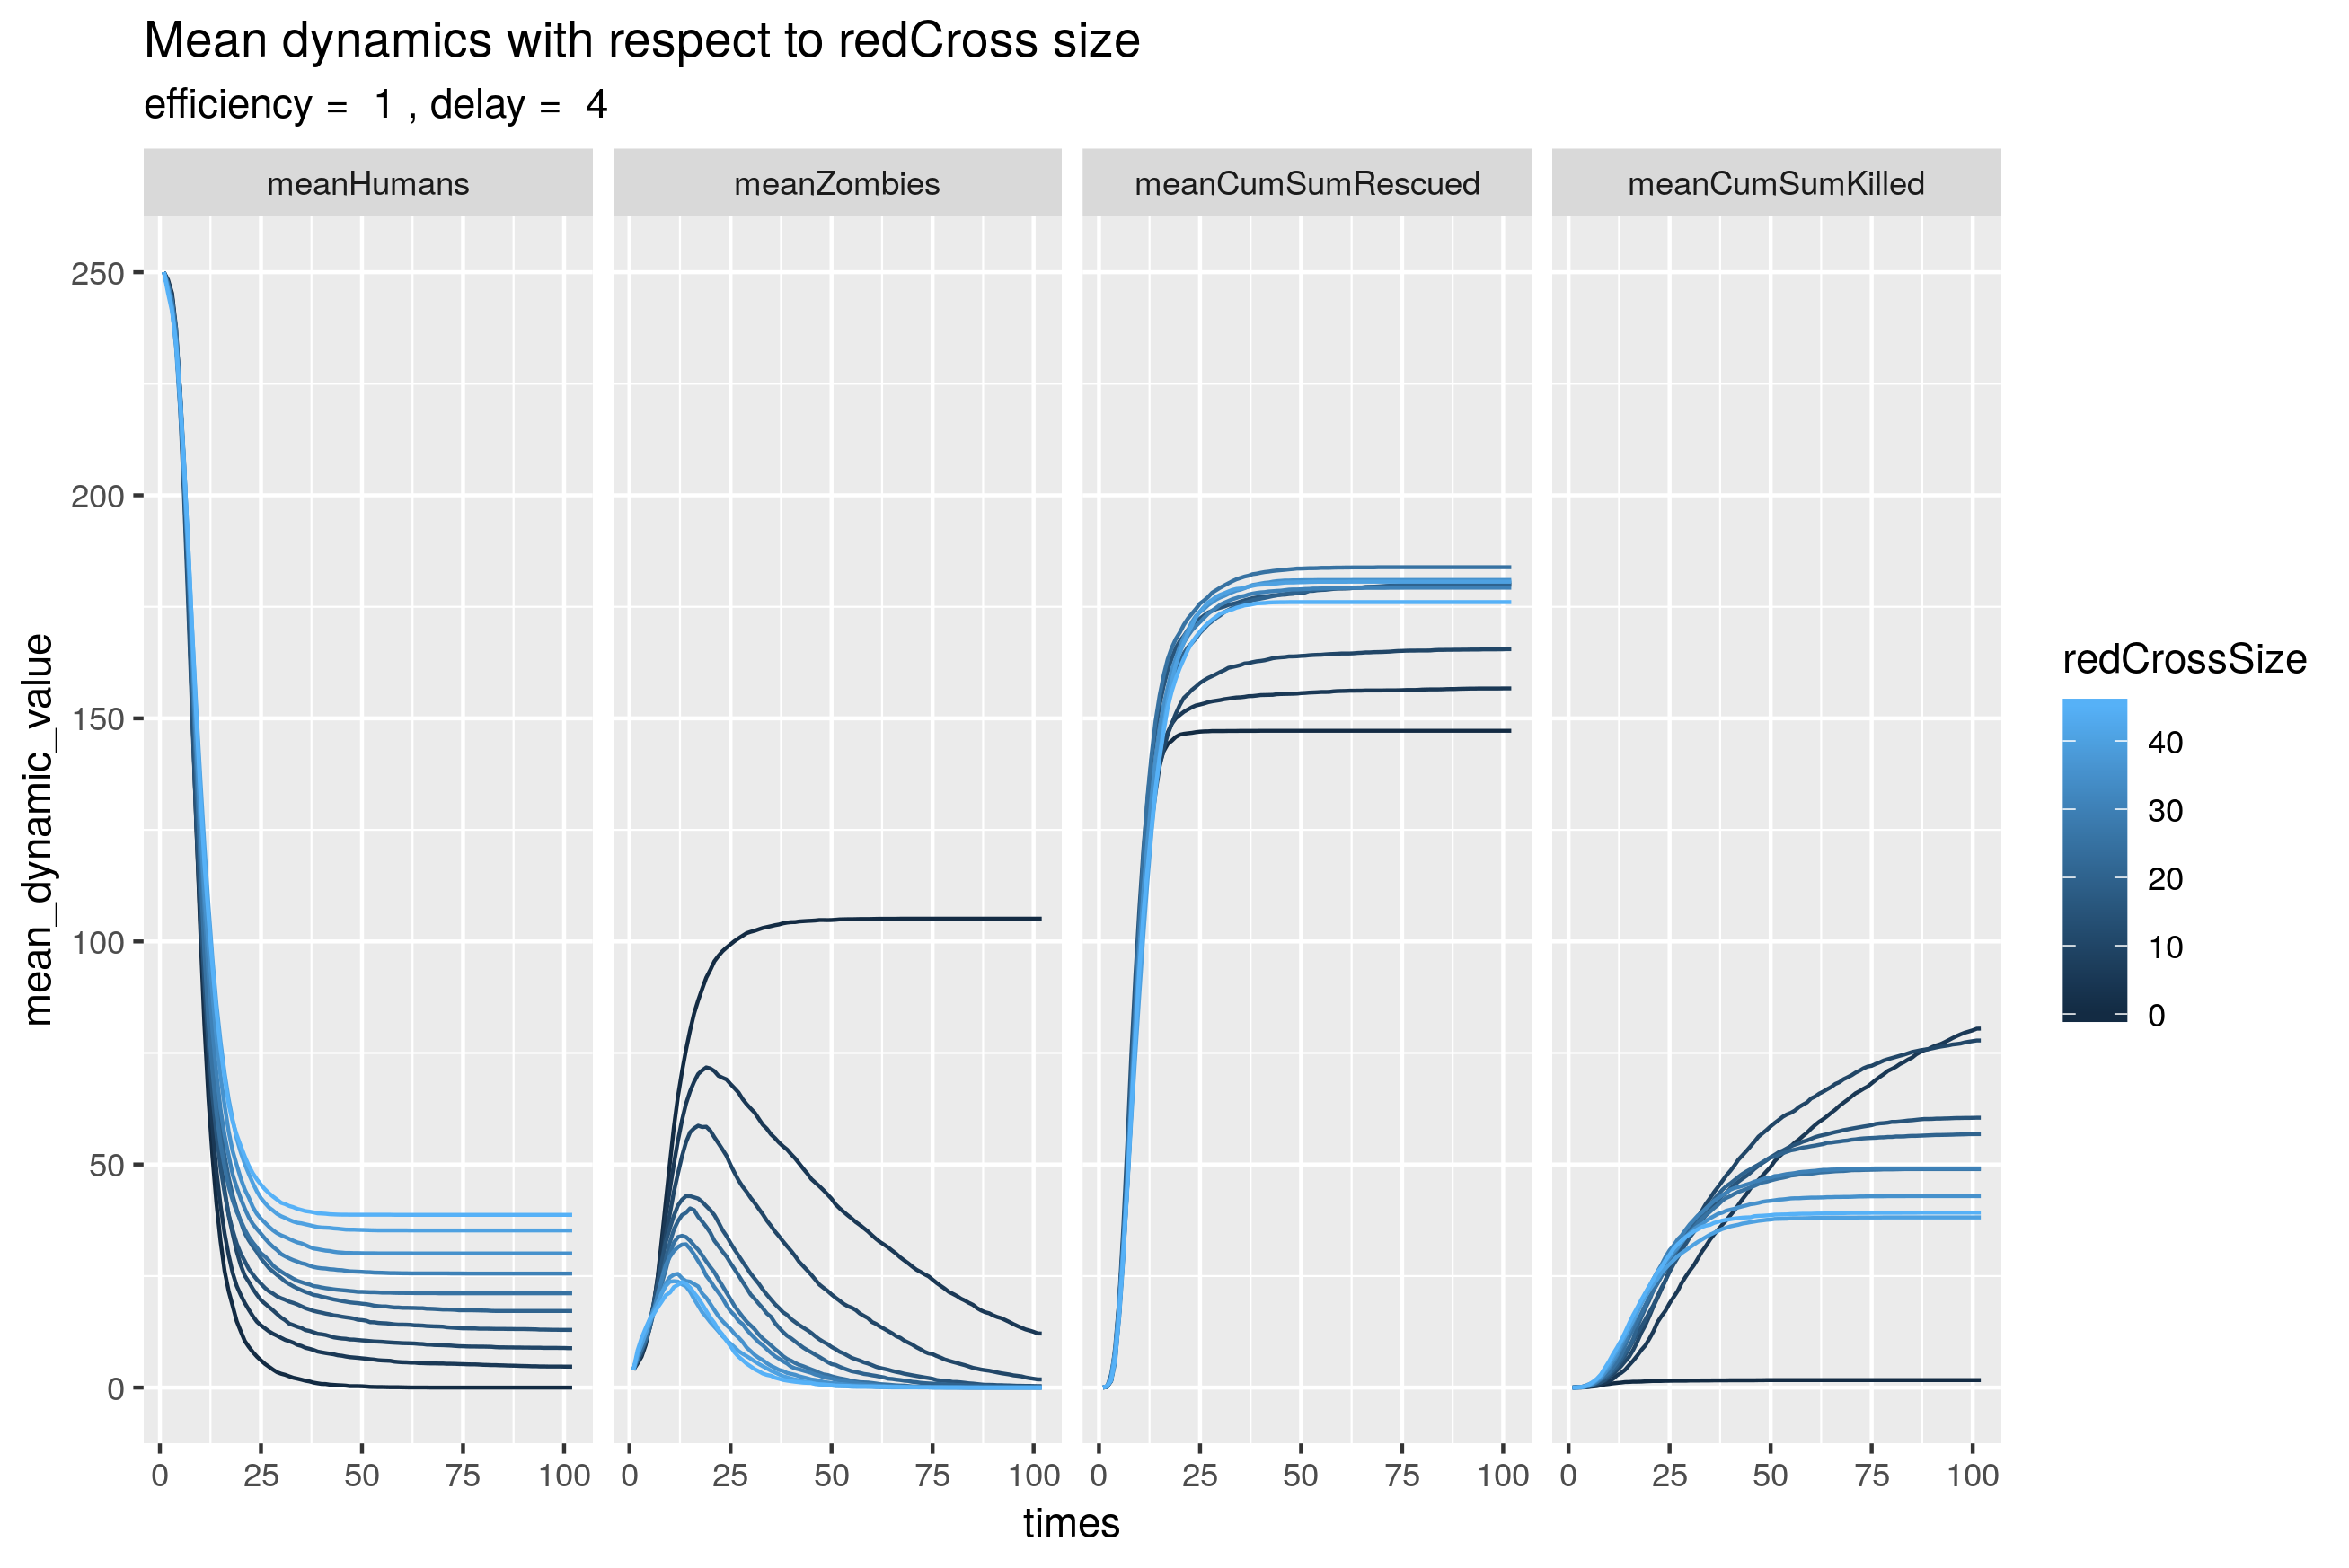 Mean dynamics with respect to redCross size
efficiency =  1 , delay =  4
meanHumans meanZombies meanCumSumRescued meanCumSumKilled
mean_dynamic_value
250
200
150
100
50
0
0 25 50 75 100 0 25 50 75 100 0 25 50 75 100 0 25 50 75 100
times
redCrossSize
40
30
20
10
0